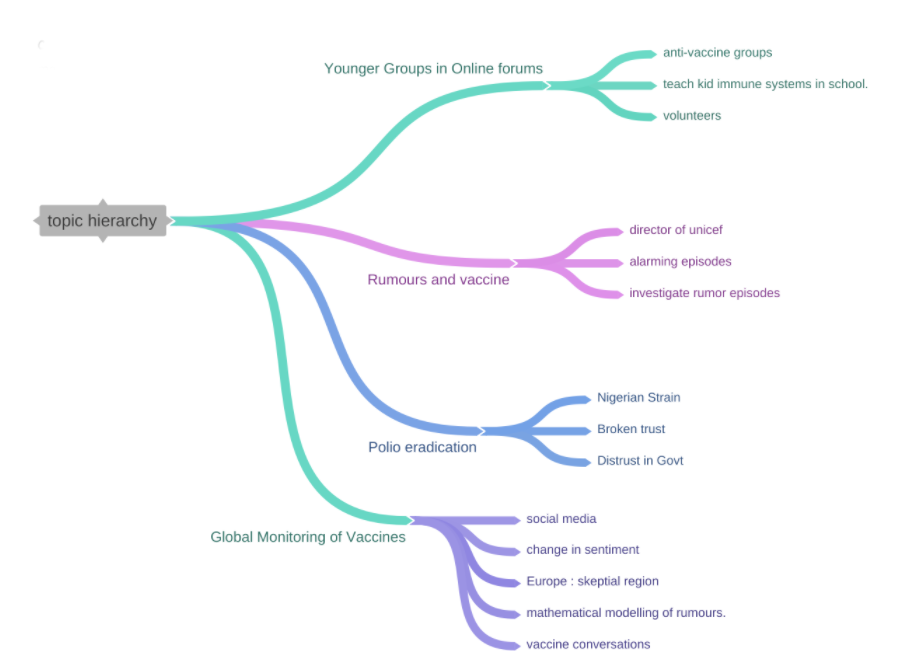 topic hierarchy
Younger Groups in Online forums
anti-vaccine groups
teach kid immune systems in school.
volunteers
Rumours and vaccine
director of unicef
alarming episodes
investigate rumor episodes
Polio eradication
Nigerian Strain
Broken trust
Distrust in Govt
Global Monitoring of Vaccines
social media
change in sentiment
Europe : skeptial region
mathematical modelling of rumours.
vaccine conversations